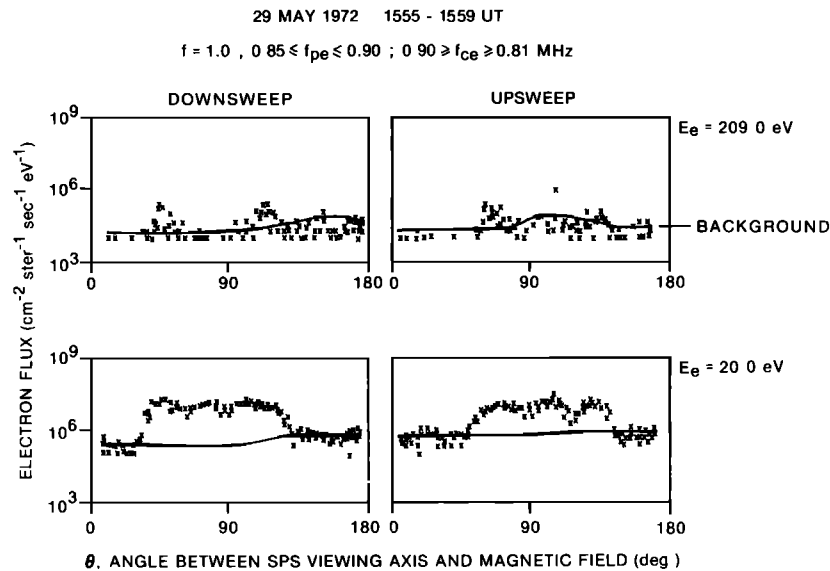 29 MAY 1972 1555 - 1559 UT
f = 1.0 , 0 85 ≤ fpe ≤ 0.90 ; 0 90 ≥ fce ≥ 0.81 MHz
DOWNSWEEP UPSWEEP
10⁹ Ee = 209 0 eV
10⁶
BACKGROUND
10³
0 90 180 0 90 180
ELECTRON FLUX (cm⁻² ster⁻¹ sec⁻¹ eV⁻¹)
10⁹ Ee = 20 0 eV
10⁶
10³
0 90 180 0 90 180
θ, ANGLE BETWEEN SPS VIEWING AXIS AND MAGNETIC FIELD (deg )